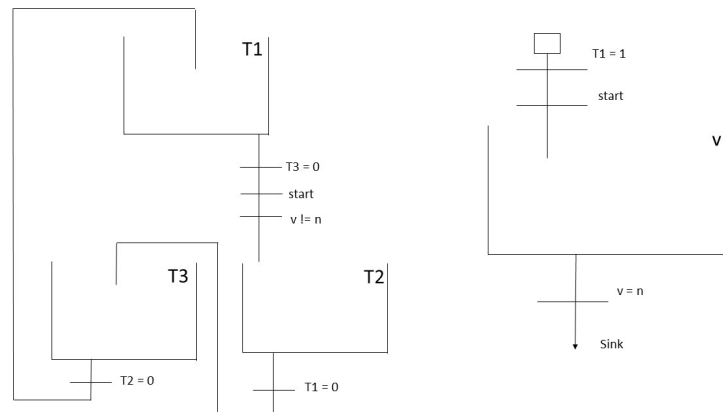 T1
T3 = 0
start
v != n
T3
T2
T2 = 0
T1 = 0
T1 = 1
start
v
v = n
Sink